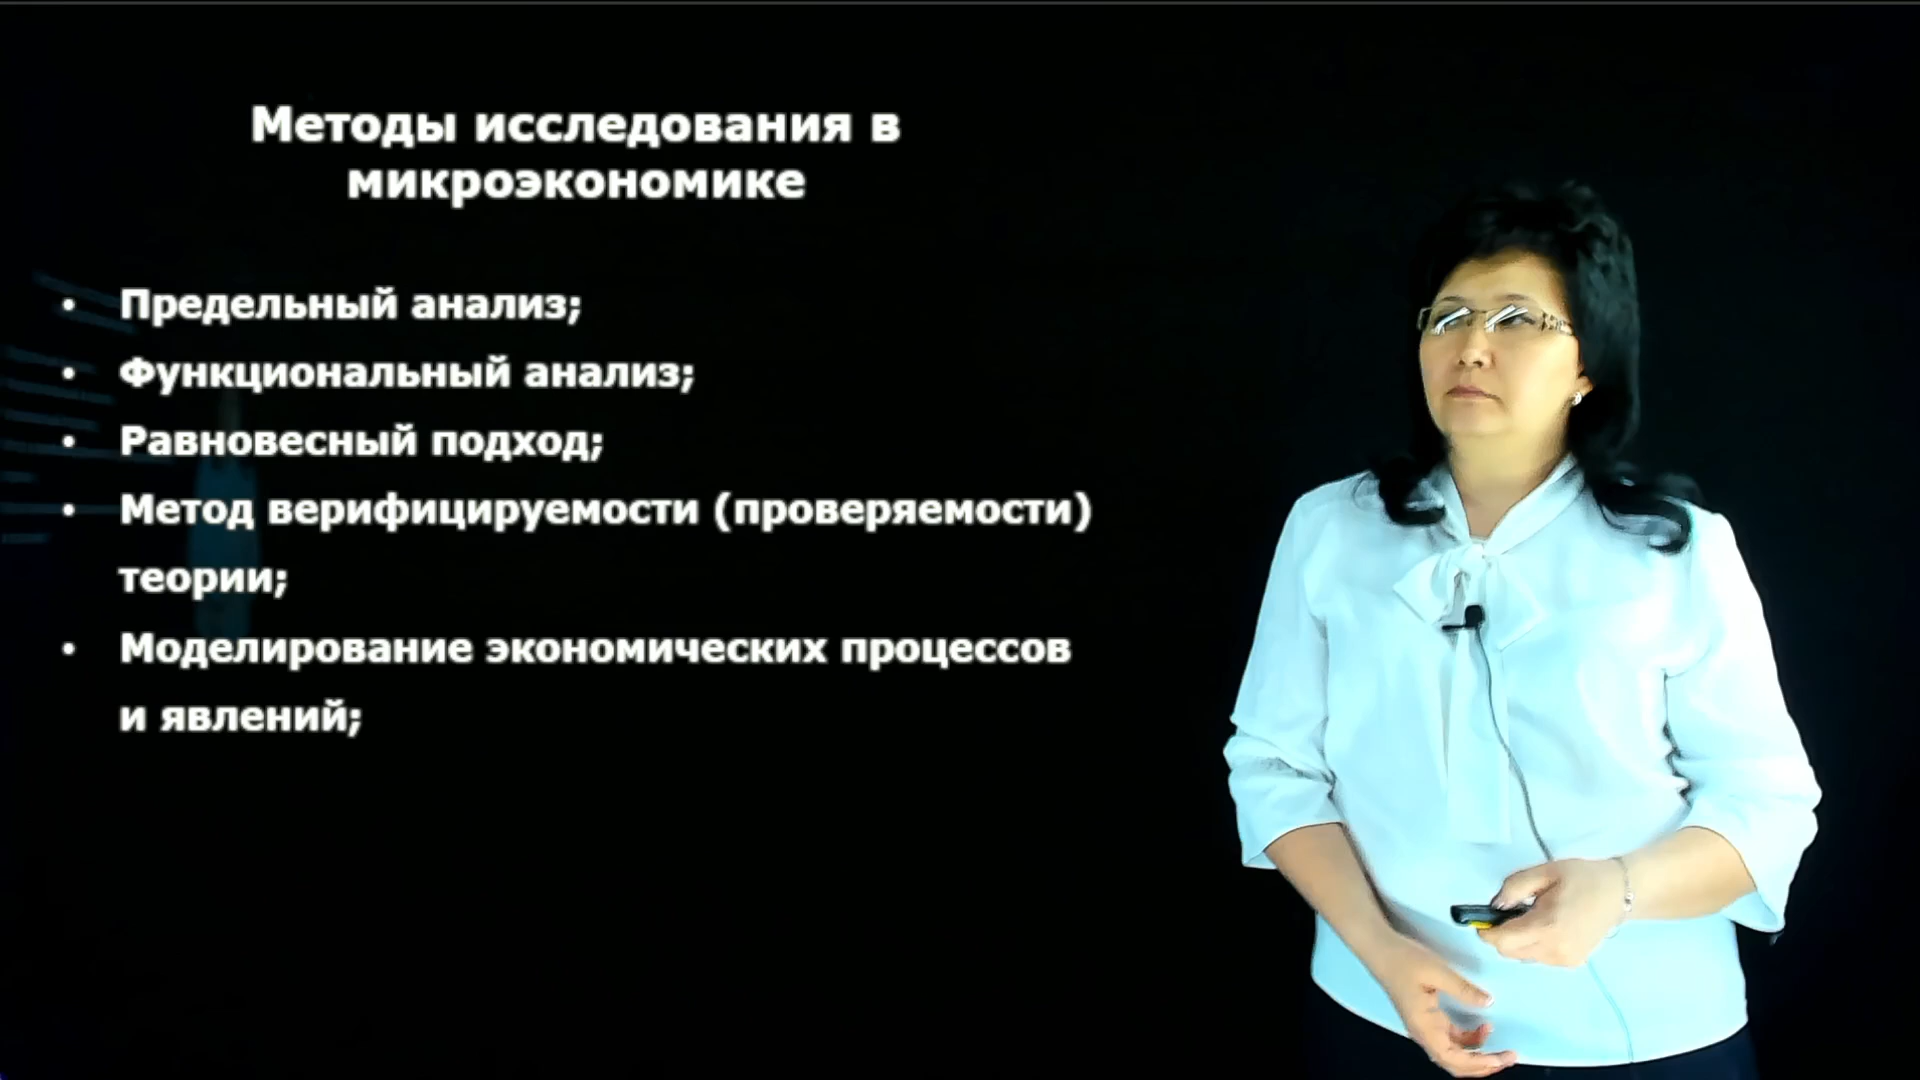 Методы исследования в
микроэкономике
• Предельный анализ;
• Функциональный анализ;
• Равновесный подход;
• Метод верифицируемости (проверяемости)
теории;
• Моделирование экономических процессов
и явлений;